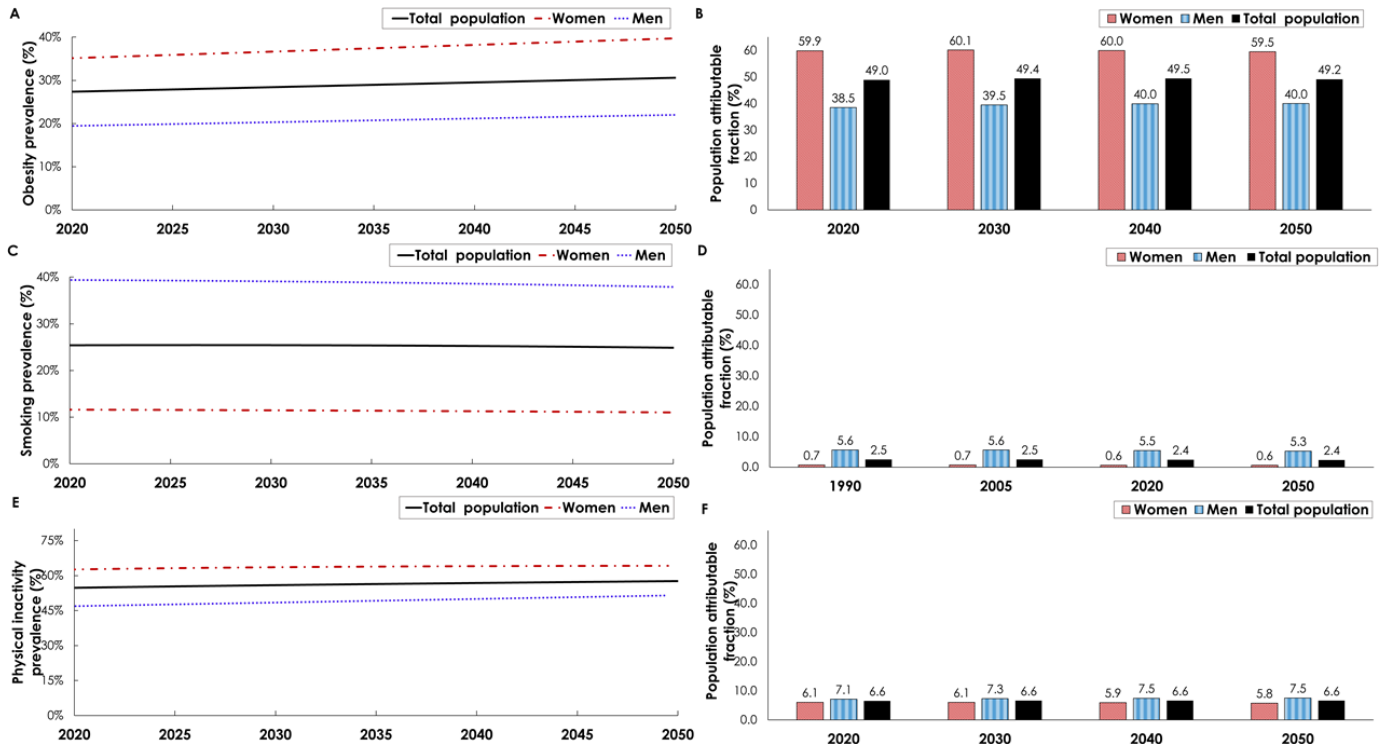 A
Total population Women Men
Obesity prevalence (%)
40%
30%
20%
10%
0%
2020 2025 2030 2035 2040 2045 2050
B
Women Men Total population
Population attributable
fraction (%)
60
50
40
30
20
10
0
59.9 38.5 49.0 60.1 39.5 49.4 60.0 40.0 49.5 59.5 40.0 49.2
2020 2030 2040 2050
C
Total population Women Men
Smoking prevalence (%)
40%
30%
20%
10%
0%
2020 2025 2030 2035 2040 2045 2050
D
Women Men Total population
Population attributable
fraction (%)
60.0
50.0
40.0
30.0
20.0
10.0
0.0
0.7 5.6 2.5 0.7 5.6 2.5 0.6 5.5 2.4 0.6 5.3 2.4
1990 2005 2020 2050
E
Total population Women Men
Physical inactivity
prevalence (%)
75%
60%
45%
30%
15%
0%
2020 2025 2030 2035 2040 2045 2050
F
Women Men Total population
Population attributable
fraction (%)
60.0
50.0
40.0
30.0
20.0
10.0
0.0
6.1 7.1 6.6 6.1 7.3 6.6 5.9 7.5 6.6 5.8 7.5 6.6
2020 2030 2040 2050